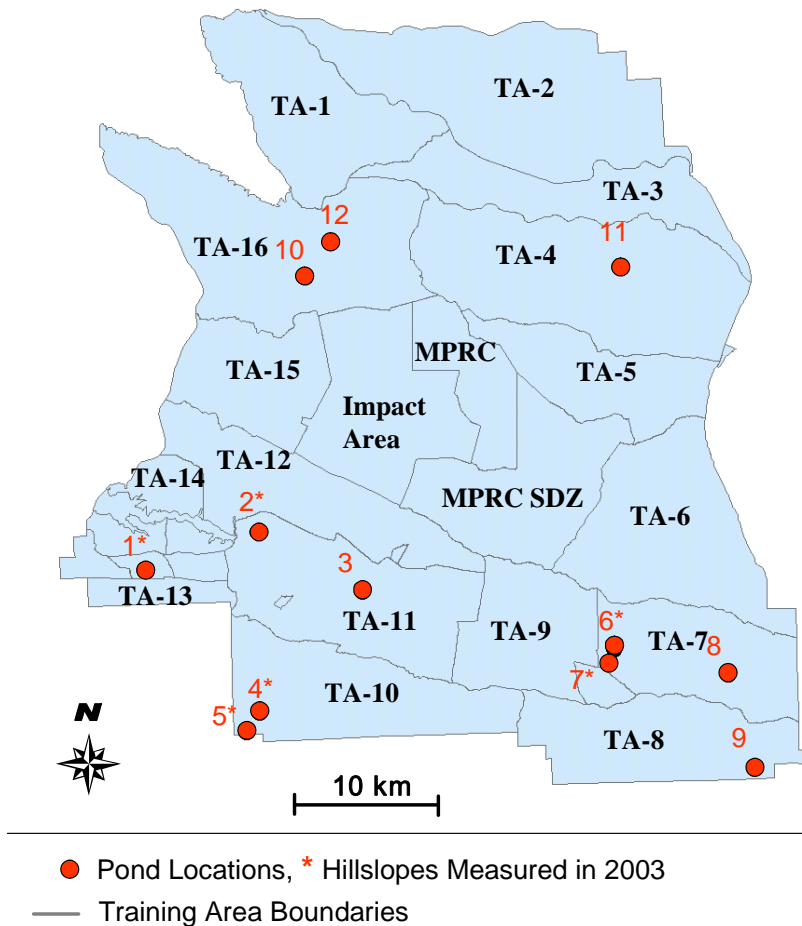 TA-2
TA-1
TA-3
12
11
TA-16
TA-4
10
MPRC
TA-15
TA-5
Impact
Area
TA-12
TA-14
2*
MPRC SDZ
TA-6
1*
3
TA-13
TA-11
TA-9
6*
TA-7
8
7*
TA-10
4*
5*
TA-8
9
N
10 km
Pond Locations, * Hillslopes Measured in 2003
Training Area Boundaries